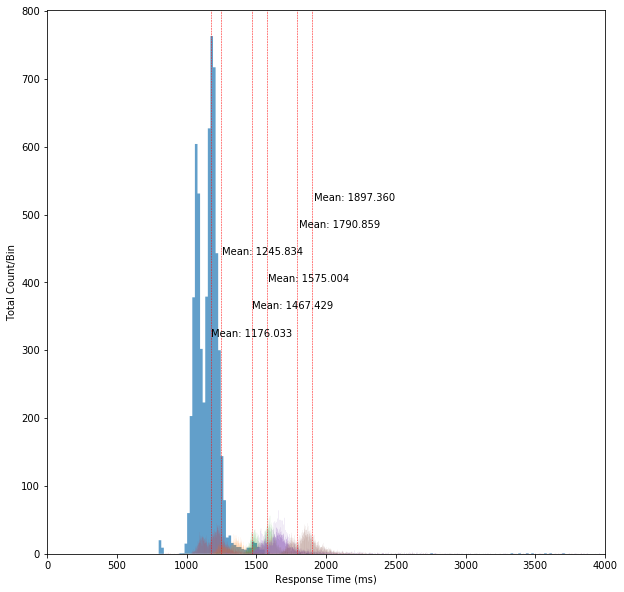 800
700
600
500
400
300
200
100
0
Total Count/Bin
Mean: 1897.360
Mean: 1790.859
Mean: 1245.834
Mean: 1575.004
Mean: 1467.429
Mean: 1176.033
0 500 1000 1500 2000 2500 3000 3500 4000
Response Time (ms)